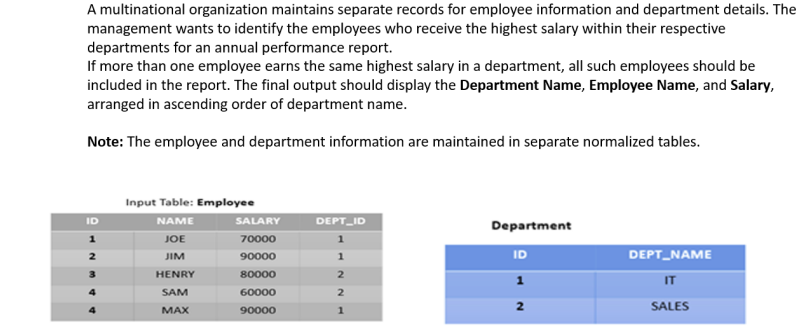 A multinational organization maintains separate records for employee information and department details. The
management wants to identify the employees who receive the highest salary within their respective
departments for an annual performance report.
If more than one employee earns the same highest salary in a department, all such employees should be
included in the report. The final output should display the Department Name, Employee Name, and Salary,
arranged in ascending order of department name.
Note: The employee and department information are maintained in separate normalized tables.
Input Table: Employee
ID NAME SALARY DEPT_ID
1 JOE 70000 1
2 JIM 90000 1
3 HENRY 80000 2
4 SAM 60000 2
4 MAX 90000 1
Department
ID DEPT_NAME
1 IT
2 SALES